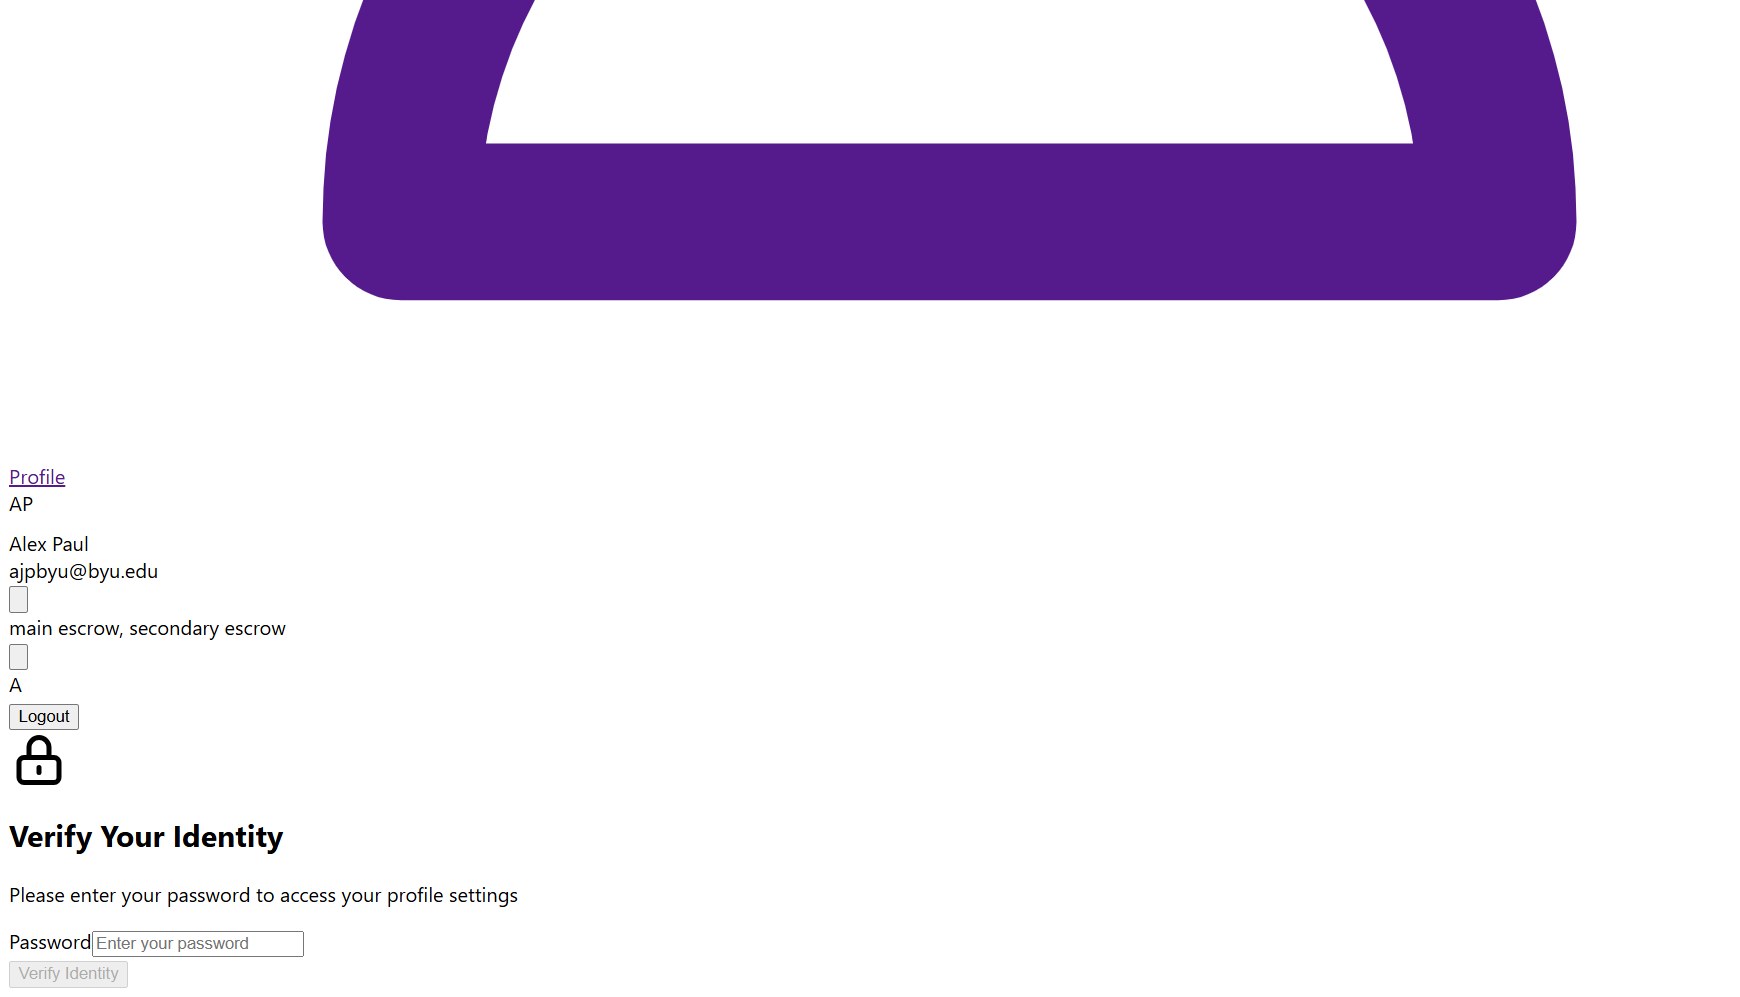 Profile
AP
Alex Paul
ajpbyu@byu.edu
main escrow, secondary escrow
A
Logout
Verify Your Identity
Please enter your password to access your profile settings
Password Enter your password
Verify Identity